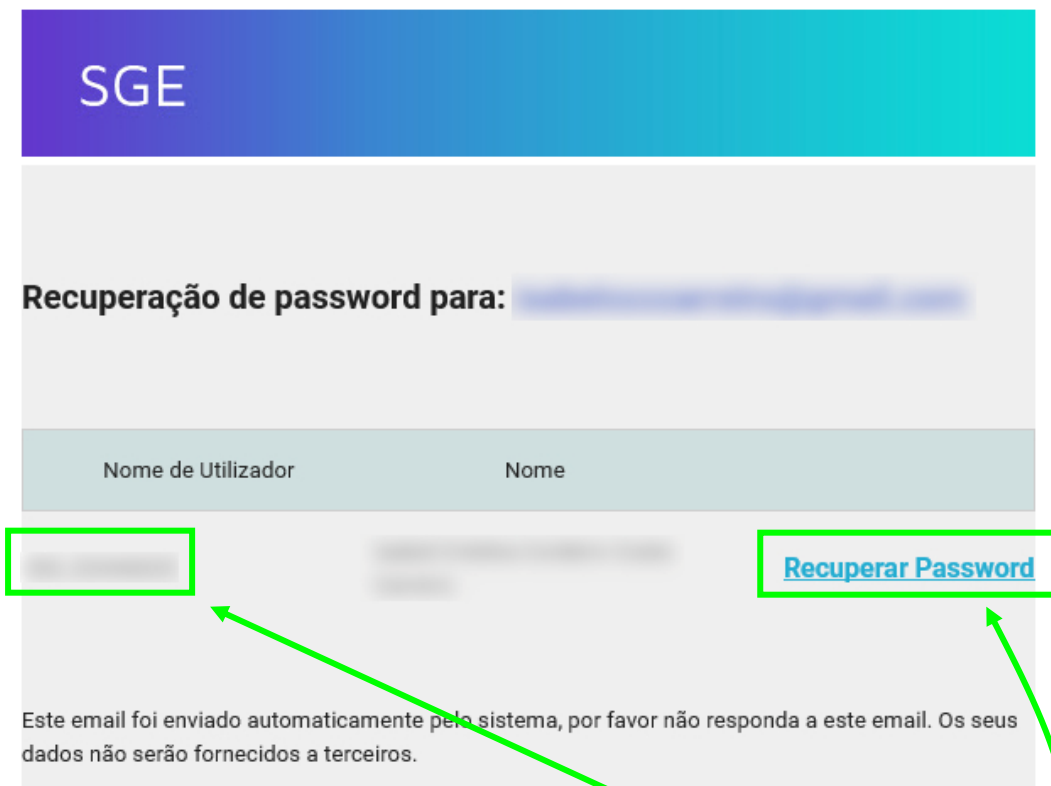 SGE
Recuperação de password para:
Nome de Utilizador Nome
Recuperar Password
Este email foi enviado automaticamente pelo sistema, por favor não responda a este email. Os seus
dados não serão fornecidos a terceiros.